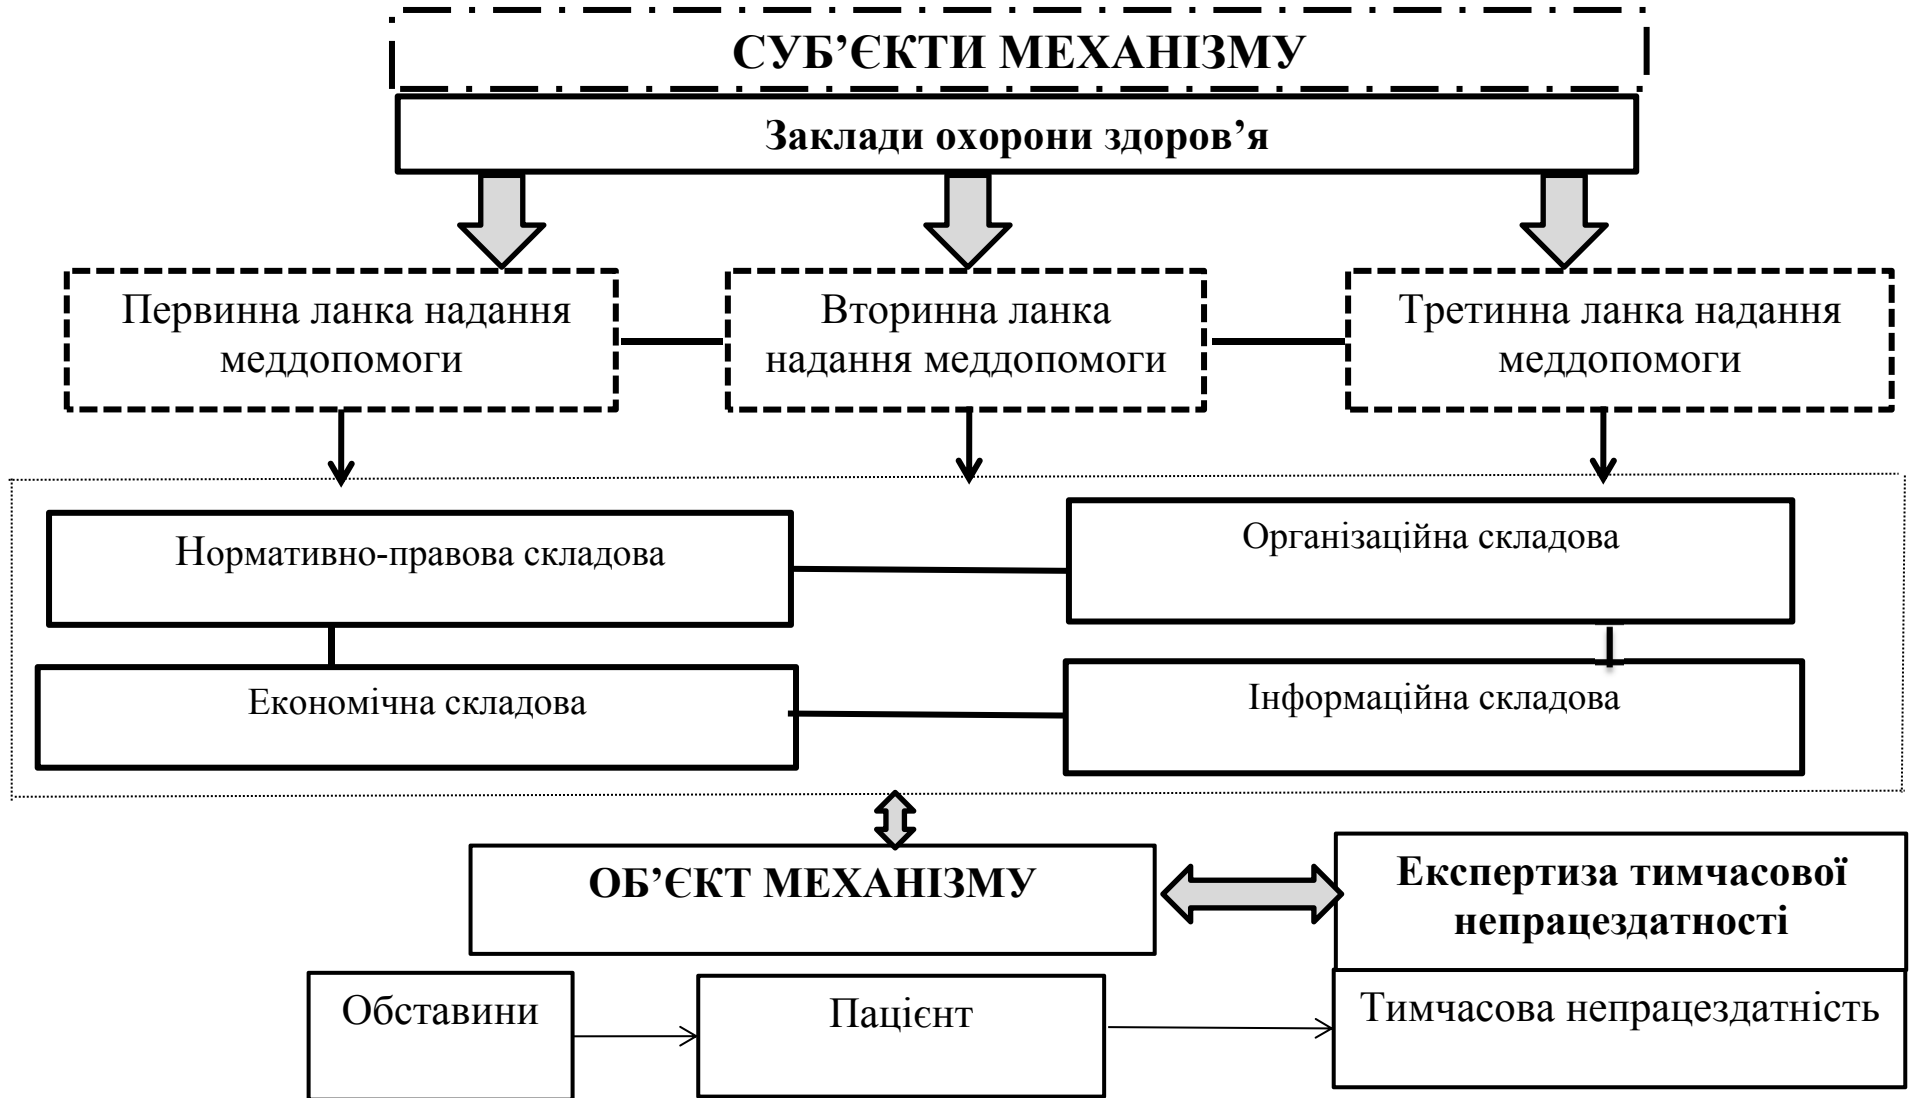 СУБ’ЄКТИ МЕХАНІЗМУ
Заклади охорони здоров’я
Первинна ланка надання
меддопомоги
Вторинна ланка
надання меддопомоги
Третинна ланка надання
меддопомоги
Нормативно-правова складова
Організаційна складова
Економічна складова
Інформаційна складова
ОБ’ЄКТ МЕХАНІЗМУ
Експертиза тимчасової
непрацездатності
Обставини
Пацієнт
Тимчасова непрацездатність